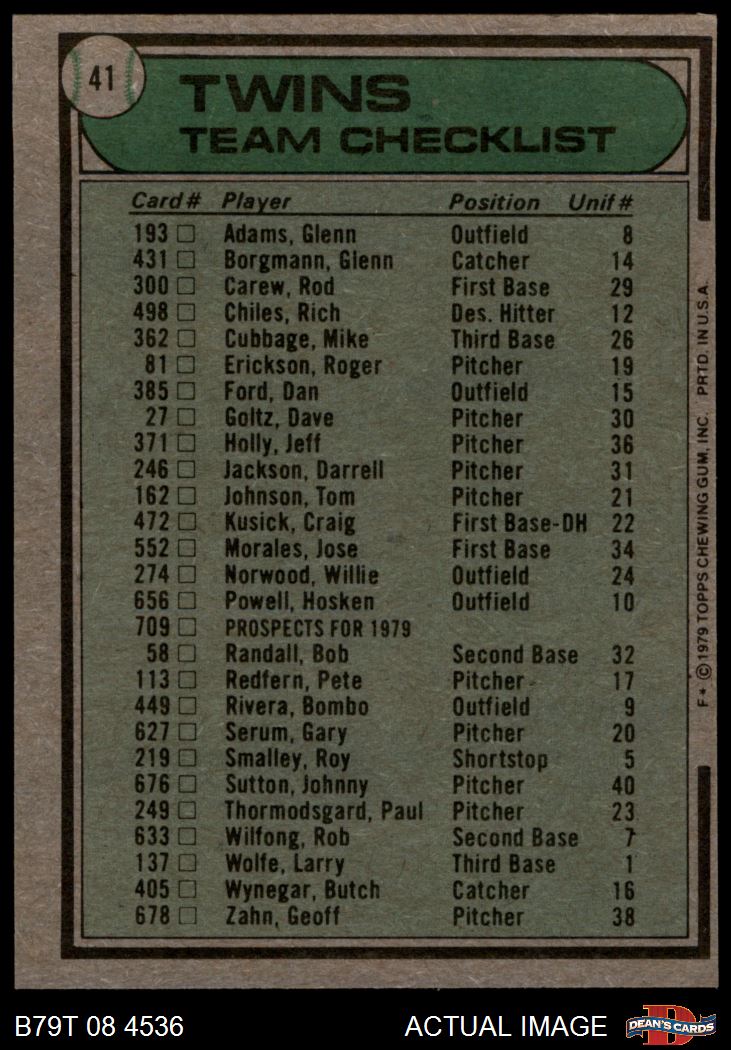 41
TWINS
TEAM CHECKLIST
Card # Player Position Unif #
193 Adams, Glenn Outfield 8
431 Borgmann, Glenn Catcher 14
300 Carew, Rod First Base 29
498 Chiles, Rich Des. Hitter 12
362 Cubbage, Mike Third Base 26
81 Erickson, Roger Pitcher 19
385 Ford, Dan Outfield 15
27 Goltz, Dave Pitcher 30
371 Holly, Jeff Pitcher 36
246 Jackson, Darrell Pitcher 31
162 Johnson, Tom Pitcher 21
472 Kusick, Craig First Base-DH 22
552 Morales, Jose First Base 34
274 Norwood, Willie Outfield 24
656 Powell, Hosken Outfield 10
709 PROSPECTS FOR 1979
58 Randall, Bob Second Base 32
113 Redfern, Pete Pitcher 17
449 Rivera, Bombo Outfield 9
627 Serum, Gary Pitcher 20
219 Smalley, Roy Shortstop 5
676 Sutton, Johnny Pitcher 40
249 Thormodsgard, Paul Pitcher 23
633 Wilfong, Rob Second Base 7
137 Wolfe, Larry Third Base 1
405 Wynegar, Butch Catcher 16
678 Zahn, Geoff Pitcher 38
F* © 1979 TOPPS CHEWING GUM, INC. PRTD. IN U.S.A.
B79T 08 4536 ACTUAL IMAGE D DEAN'S CARDS